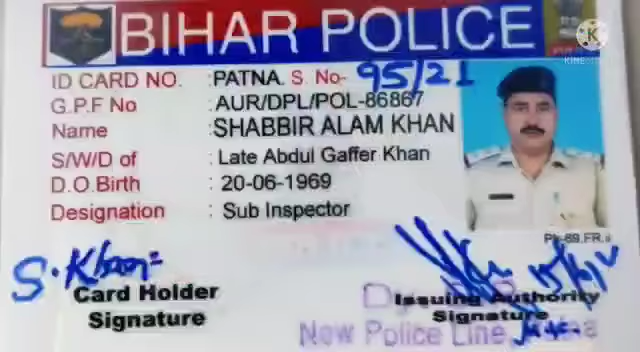 BIHAR POLICE
KINEMASTER
ID CARD NO. : PATNA. S. No- 95/21
G.P.F No : AUR/DPL/POL-86867
Name : SHABBIR ALAM KHAN
S/W/D of : Late Abdul Gaffer Khan
D.O.Birth : 20-06-1969
Designation : Sub Inspector
S. Khan
Card Holder
Signature
Issuing Authority
Signature
New Police Line,